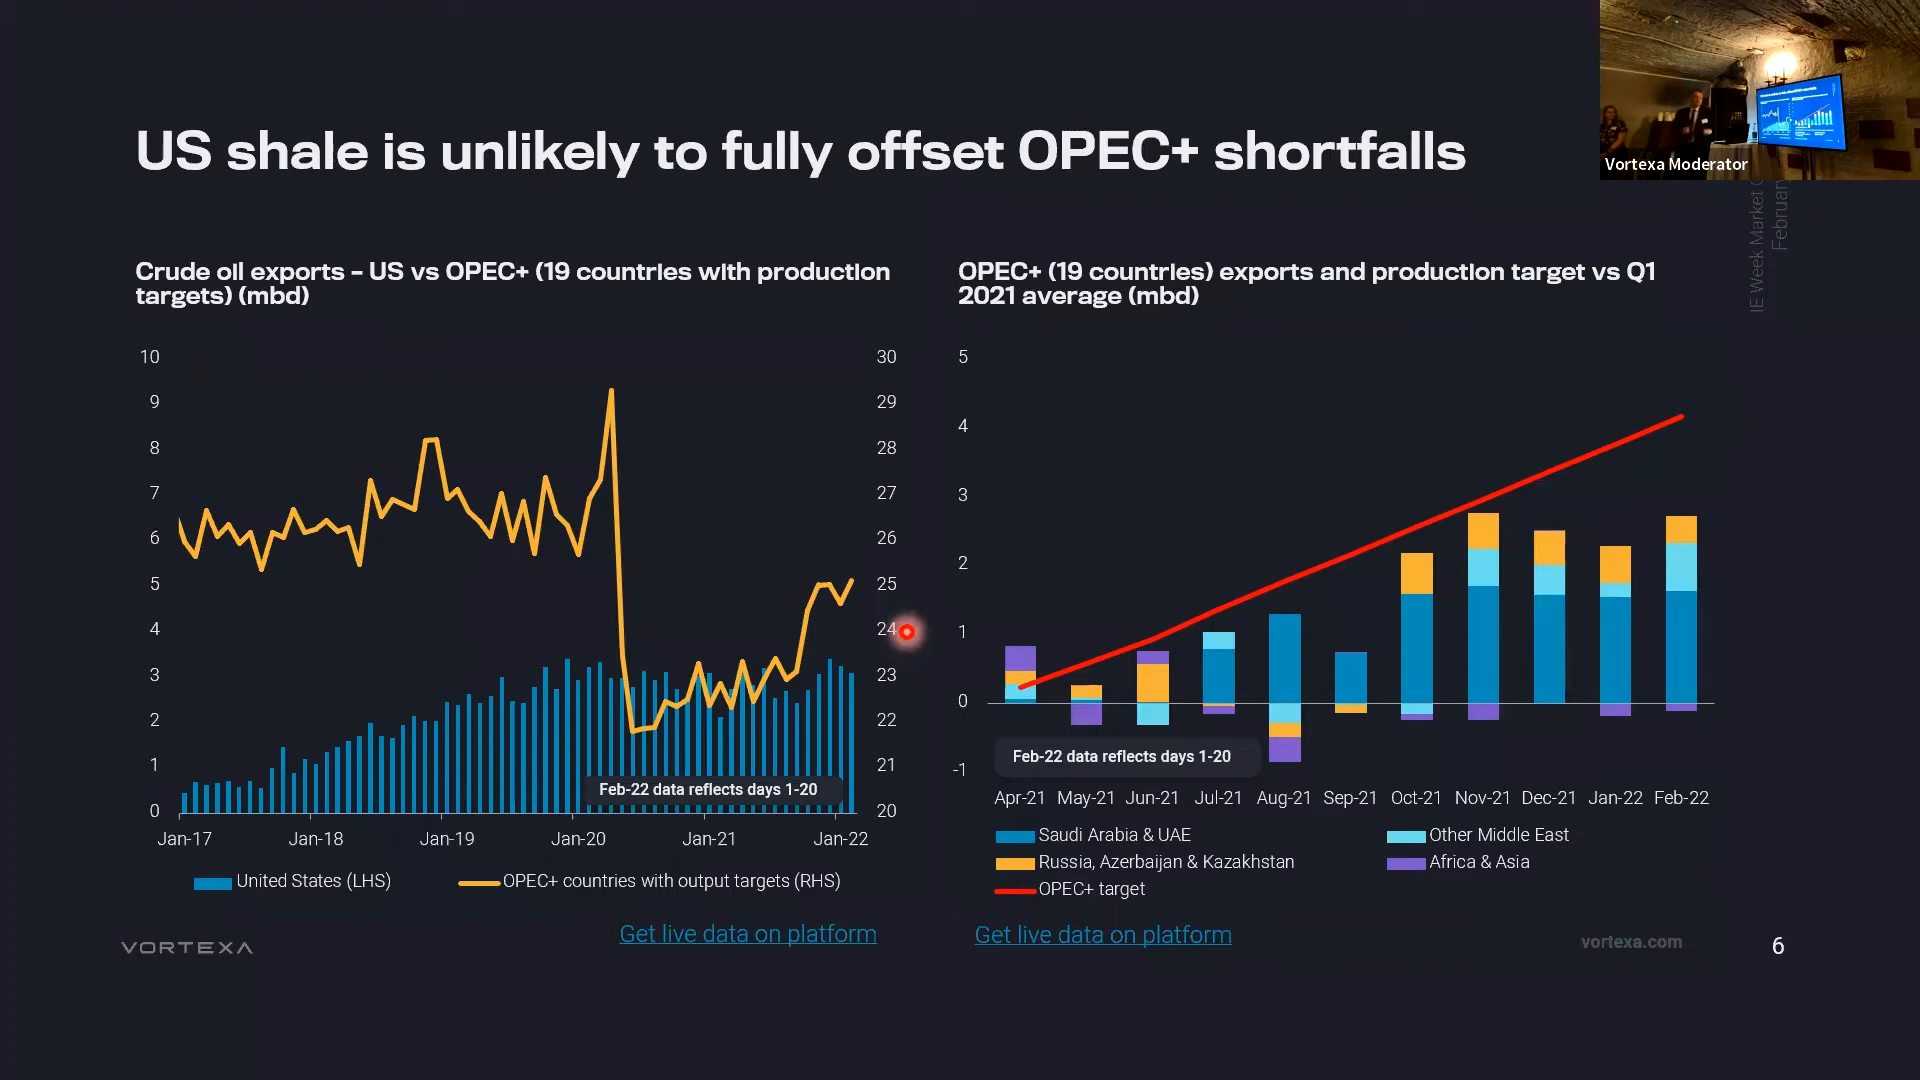 US shale is unlikely to fully offset OPEC+ shortfalls
Vortexa Moderator
IE Week Market
February
Crude oil exports – US vs OPEC+ (19 countries with production
targets) (mbd)
10
9
8
7
6
5
4
3
2
1
0
30
29
28
27
26
25
24
23
22
21
20
Feb-22 data reflects days 1-20
Jan-17 Jan-18 Jan-19 Jan-20 Jan-21 Jan-22
United States (LHS) OPEC+ countries with output targets (RHS)
Get live data on platform
OPEC+ (19 countries) exports and production target vs Q1
2021 average (mbd)
5
4
3
2
1
0
-1
Feb-22 data reflects days 1-20
Apr-21 May-21 Jun-21 Jul-21 Aug-21 Sep-21 Oct-21 Nov-21 Dec-21 Jan-22 Feb-22
Saudi Arabia & UAE Other Middle East
Russia, Azerbaijan & Kazakhstan Africa & Asia
OPEC+ target
Get live data on platform
VORTEXA
vortexa.com
6